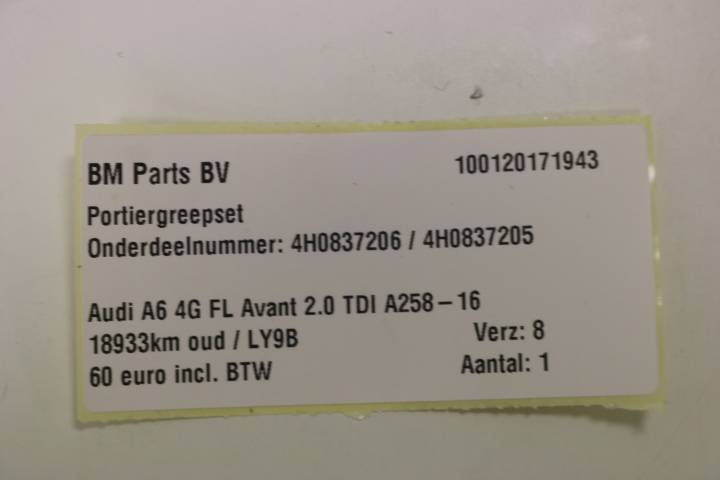 BM Parts BV 100120171943
Portiergreepset
Onderdeelnummer: 4H0837206 / 4H0837205
Audi A6 4G FL Avant 2.0 TDI A258-16
18933km oud / LY9B Verz: 8
60 euro incl. BTW Aantal: 1